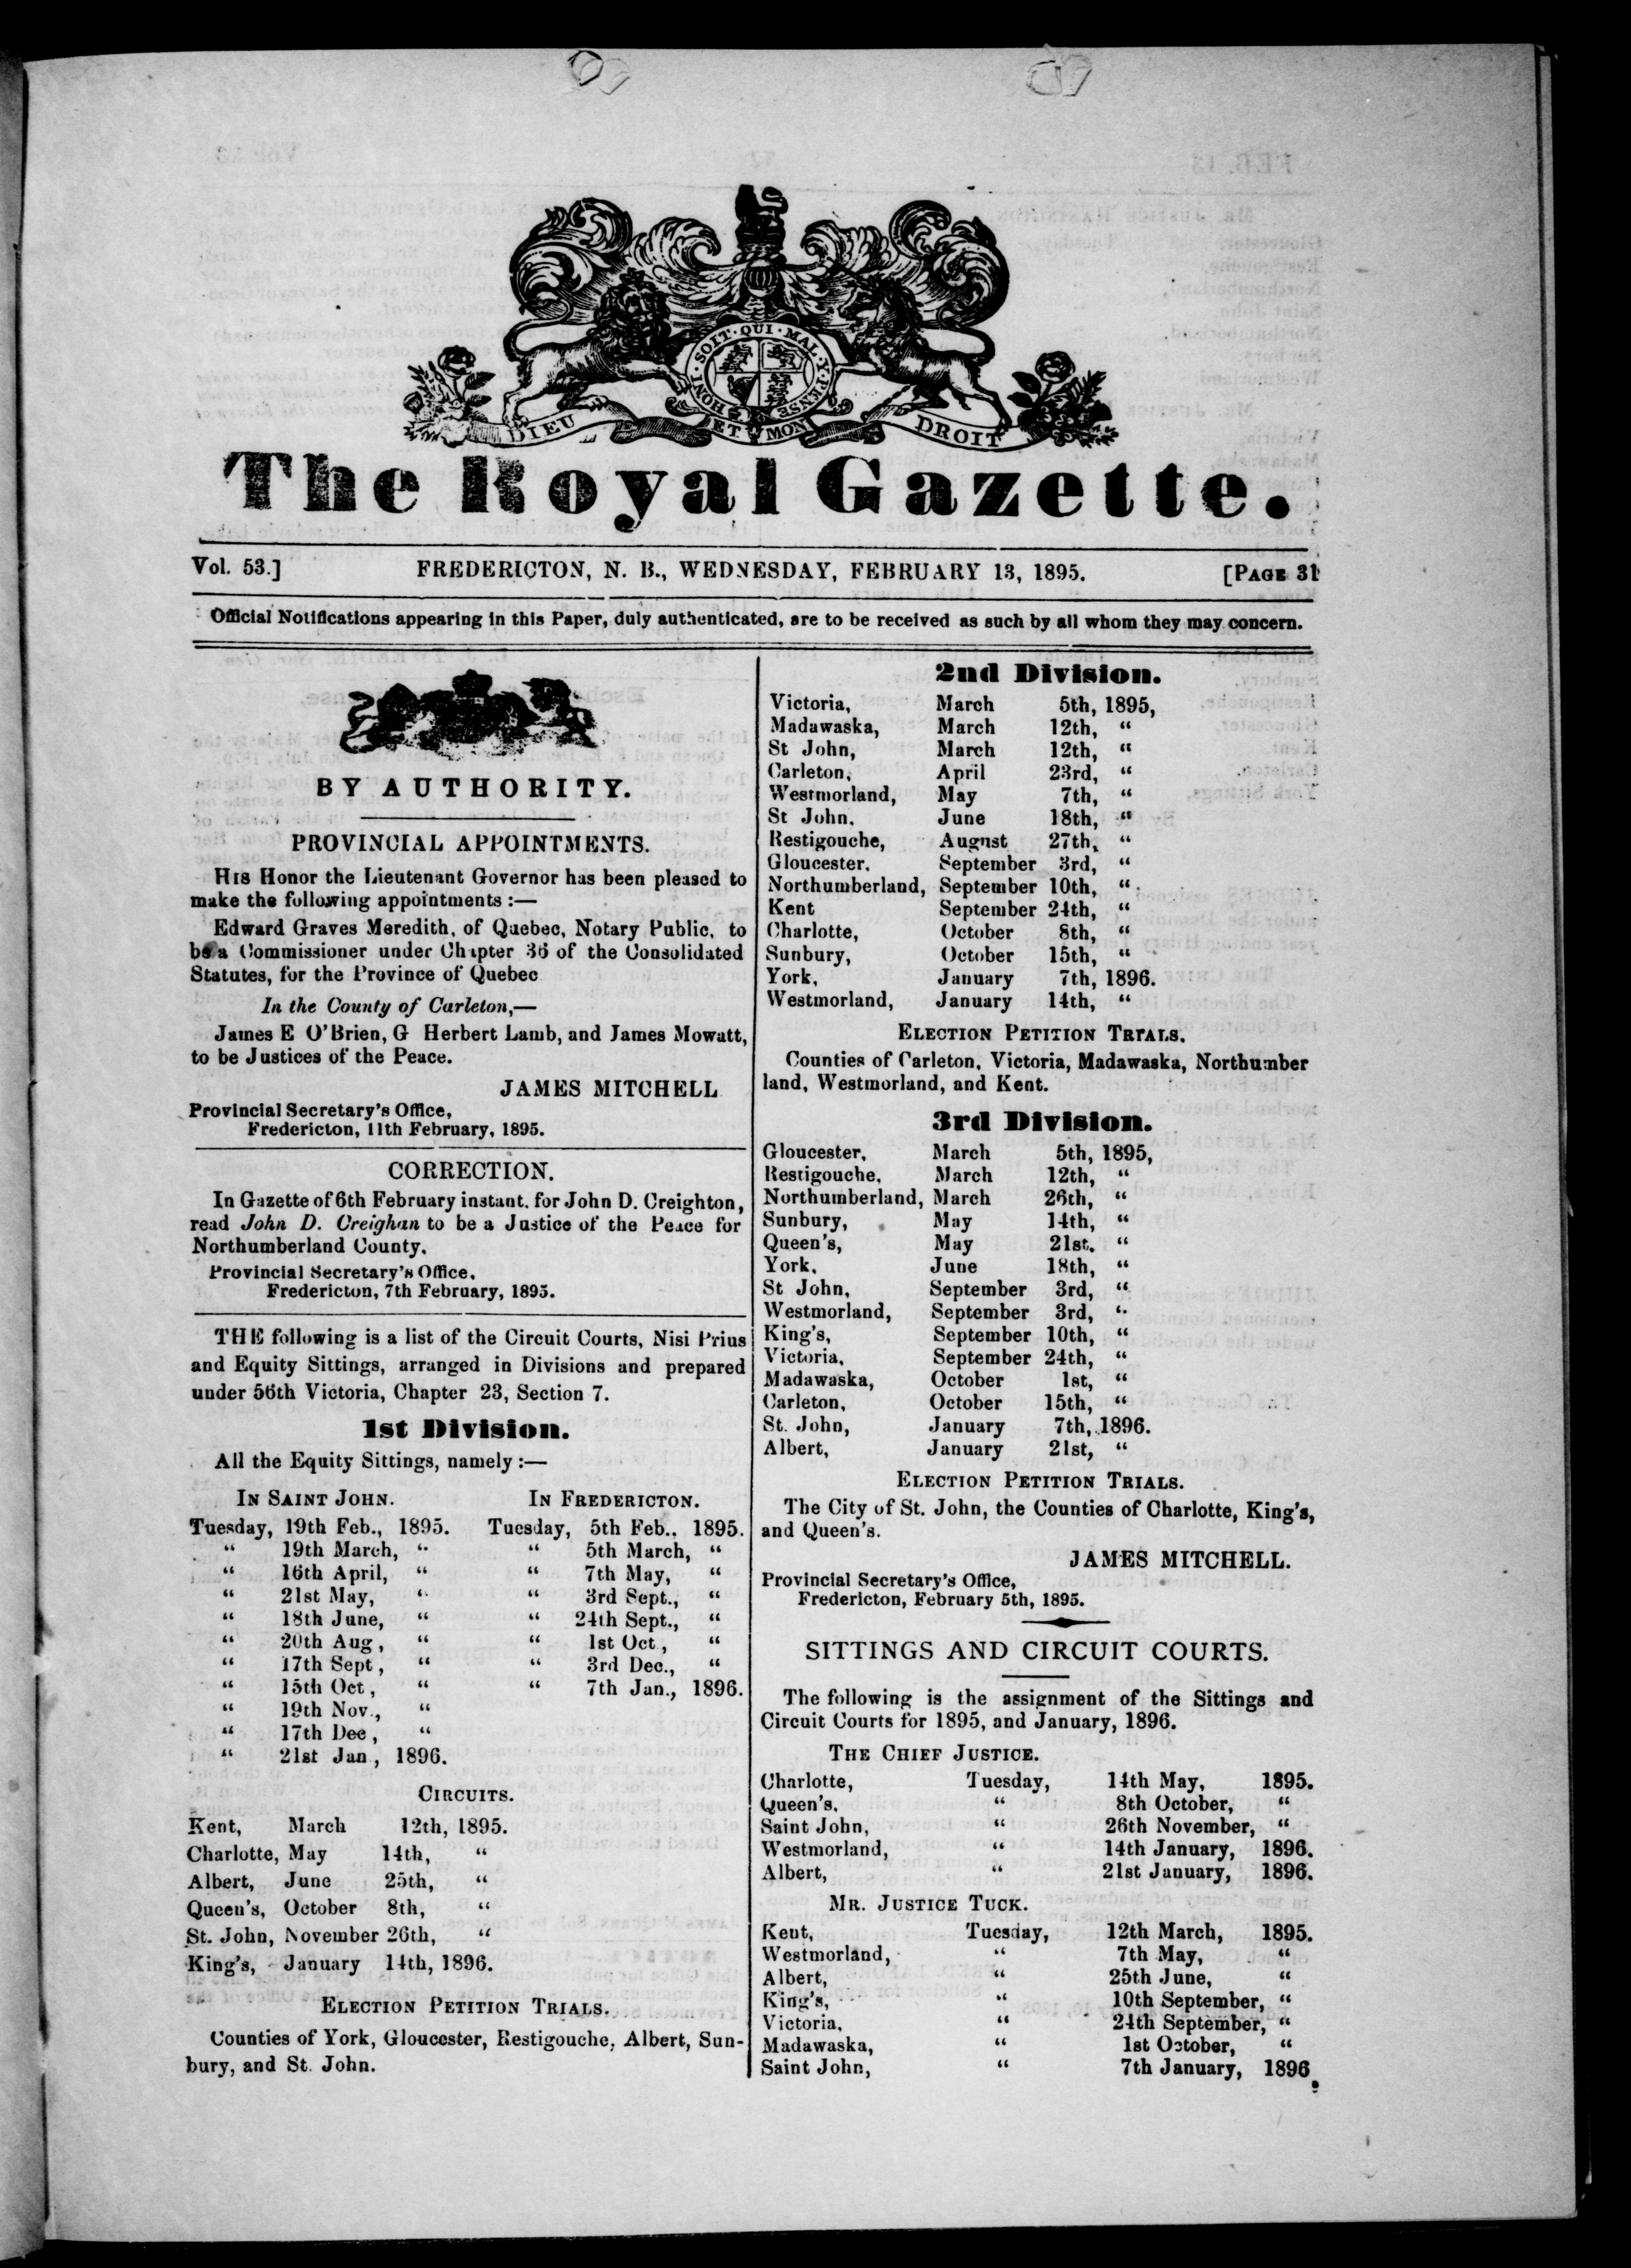 HONI · SOIT · QUI · MAL · Y · PENSE
DIEU ET MON DROIT
The Royal Gazette.
Vol. 53.] FREDERICTON, N. B., WEDNESDAY, FEBRUARY 13, 1895. [PAGE 31
Official Notifications appearing in this Paper, duly authenticated, are to be received as such by all whom they may concern.
BY AUTHORITY.
PROVINCIAL APPOINTMENTS.
HIS Honor the Lieutenant Governor has been pleased to
make the following appointments :—
Edward Graves Meredith, of Quebec, Notary Public, to
be a Commissioner under Chapter 36 of the Consolidated
Statutes, for the Province of Quebec
In the County of Carleton,—
James E O'Brien, G Herbert Lamb, and James Mowatt,
to be Justices of the Peace.
JAMES MITCHELL
Provincial Secretary's Office,
Fredericton, 11th February, 1895.
CORRECTION.
In Gazette of 6th February instant. for John D. Creighton,
read John D. Creighan to be a Justice of the Peace for
Northumberland County.
Provincial Secretary's Office,
Fredericton, 7th February, 1895.
THE following is a list of the Circuit Courts, Nisi Prius
and Equity Sittings, arranged in Divisions and prepared
under 56th Victoria, Chapter 23, Section 7.
1st Division.
All the Equity Sittings, namely :—
IN SAINT JOHN. IN FREDERICTON.
Tuesday, 19th Feb., 1895. Tuesday, 5th Feb., 1895.
" 19th March, " " 5th March, "
" 16th April, " " 7th May, "
" 21st May, " " 3rd Sept., "
" 18th June, " " 24th Sept., "
" 20th Aug, " " 1st Oct, "
" 17th Sept, " " 3rd Dec., "
" 15th Oct, " " 7th Jan., 1896.
" 19th Nov., "
" 17th Dec, "
" 21st Jan, 1896.
CIRCUITS.
Kent, March 12th, 1895.
Charlotte, May 14th, "
Albert, June 25th, "
Queen's, October 8th, "
St. John, November 26th, "
King's, January 14th, 1896.
ELECTION PETITION TRIALS.
Counties of York, Gloucester, Restigouche, Albert, Sun-
bury, and St. John.
2nd Division.
Victoria, March 5th, 1895,
Madawaska, March 12th, "
St John, March 12th, "
Carleton, April 23rd, "
Westmorland, May 7th, "
St John, June 18th, "
Restigouche, August 27th, "
Gloucester, September 3rd, "
Northumberland, September 10th, "
Kent September 24th, "
Charlotte, October 8th, "
Sunbury, October 15th, "
York, January 7th, 1896.
Westmorland, January 14th, "
ELECTION PETITION TRIALS.
Counties of Carleton, Victoria, Madawaska, Northumber
land, Westmorland, and Kent.
3rd Division.
Gloucester, March 5th, 1895,
Restigouche, March 12th, "
Northumberland, March 26th, "
Sunbury, May 14th, "
Queen's, May 21st, "
York, June 18th, "
St John, September 3rd, "
Westmorland, September 3rd, "
King's, September 10th, "
Victoria, September 24th, "
Madawaska, October 1st, "
Carleton, October 15th, "
St. John, January 7th, 1896.
Albert, January 21st, "
ELECTION PETITION TRIALS.
The City of St. John, the Counties of Charlotte, King's,
and Queen's.
JAMES MITCHELL.
Provincial Secretary's Office,
Fredericton, February 5th, 1895.
SITTINGS AND CIRCUIT COURTS.
The following is the assignment of the Sittings and
Circuit Courts for 1895, and January, 1896.
THE CHIEF JUSTICE.
Charlotte, Tuesday, 14th May, 1895.
Queen's, " 8th October, "
Saint John, " 26th November, "
Westmorland, " 14th January, 1896.
Albert, " 21st January, 1896.
MR. JUSTICE TUCK.
Kent, Tuesday, 12th March, 1895.
Westmorland, " 7th May, "
Albert, " 25th June, "
King's, " 10th September, "
Victoria, " 24th September, "
Madawaska, " 1st October, "
Saint John, " 7th January, 1896.